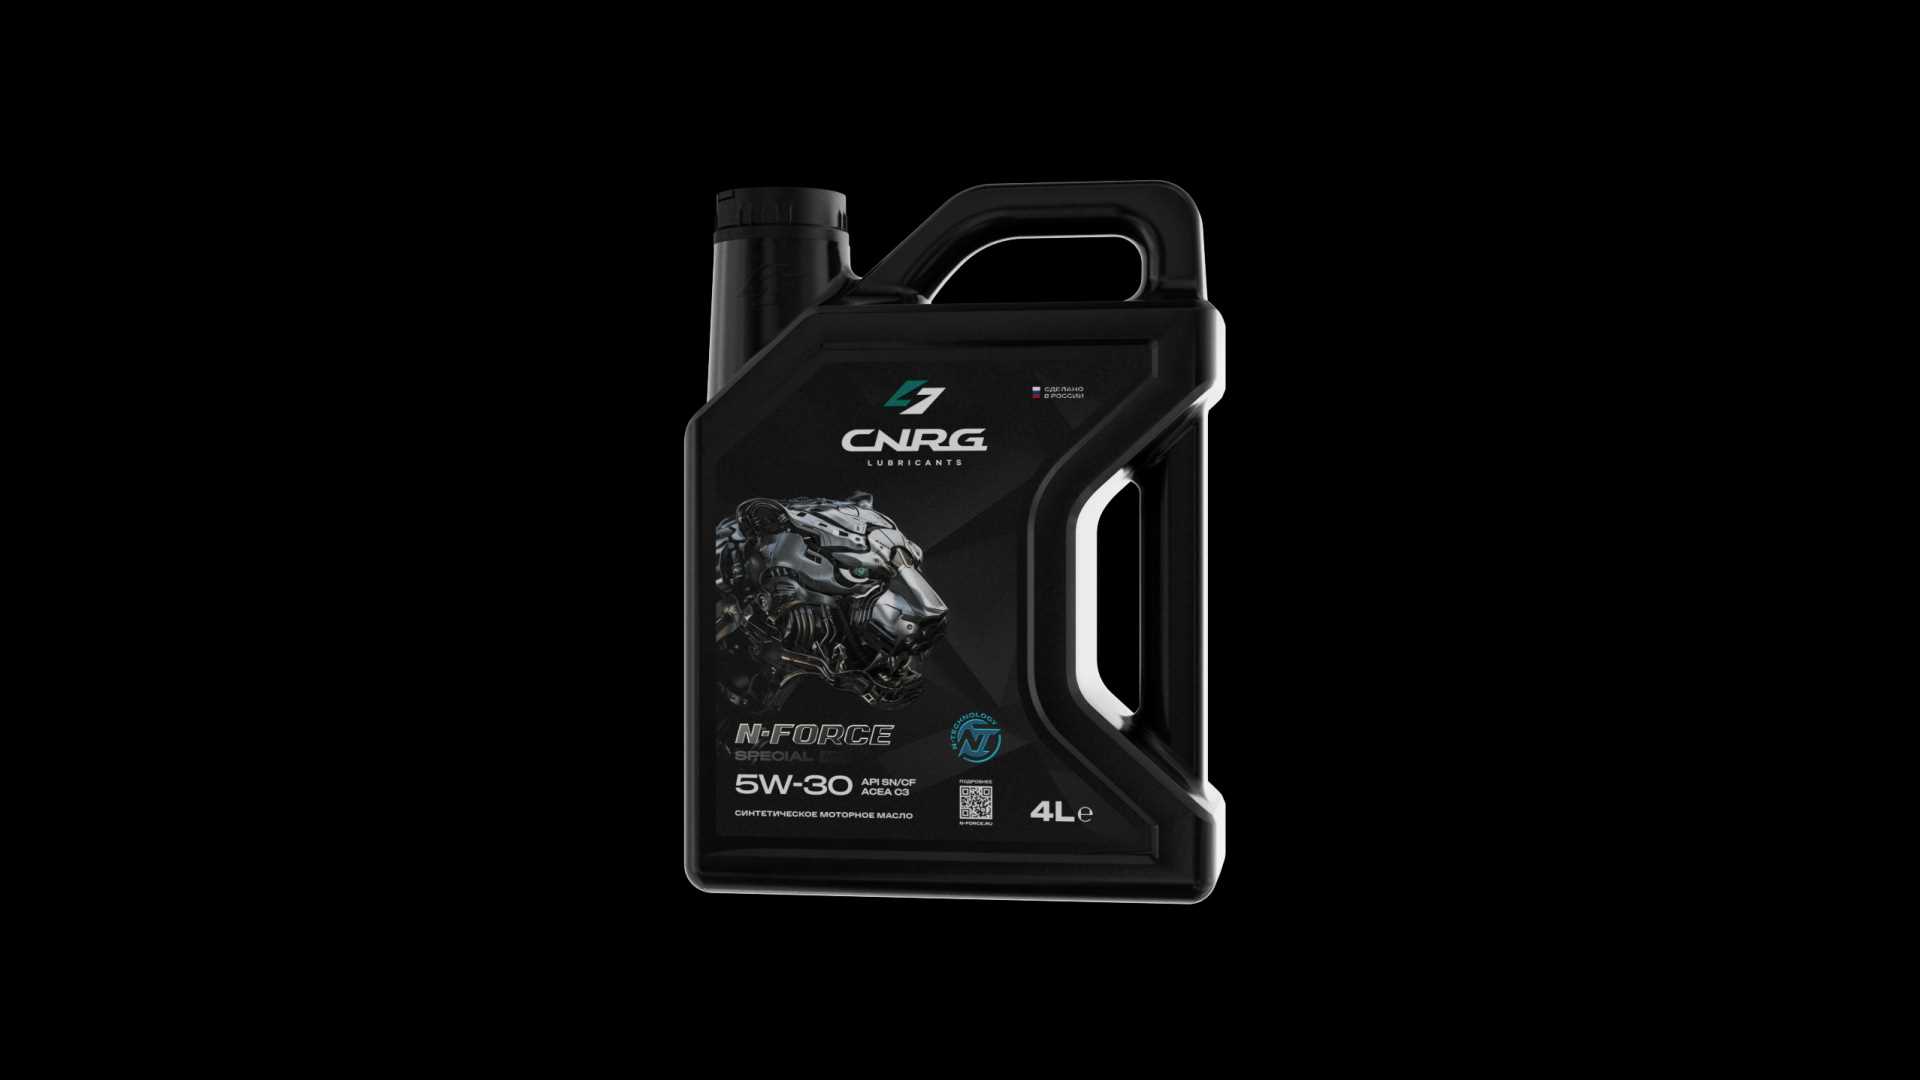 СДЕЛАНО
В РОССИИ
CNRG
LUBRICANTS
N-FORCE
SPECIAL
N-TECHNOLOGY
NT
5W-30
API SN/CF
ACEA C3
СИНТЕТИЧЕСКОЕ МОТОРНОЕ МАСЛО
ПОДРОБНЕЕ
N-FORCE.RU
4L℮